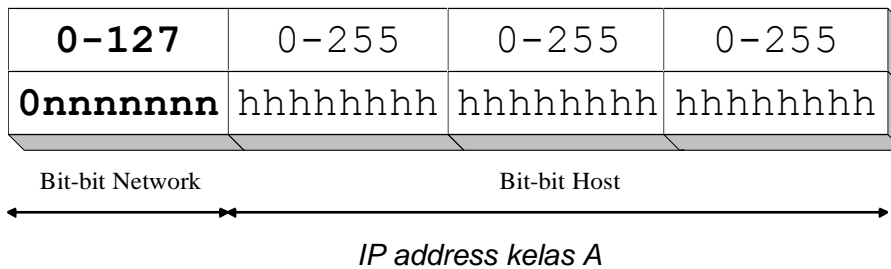 0-127 0-255 0-255 0-255
0nnnnnnn hhhhhhhh hhhhhhhh hhhhhhhh
Bit-bit Network Bit-bit Host
IP address kelas A